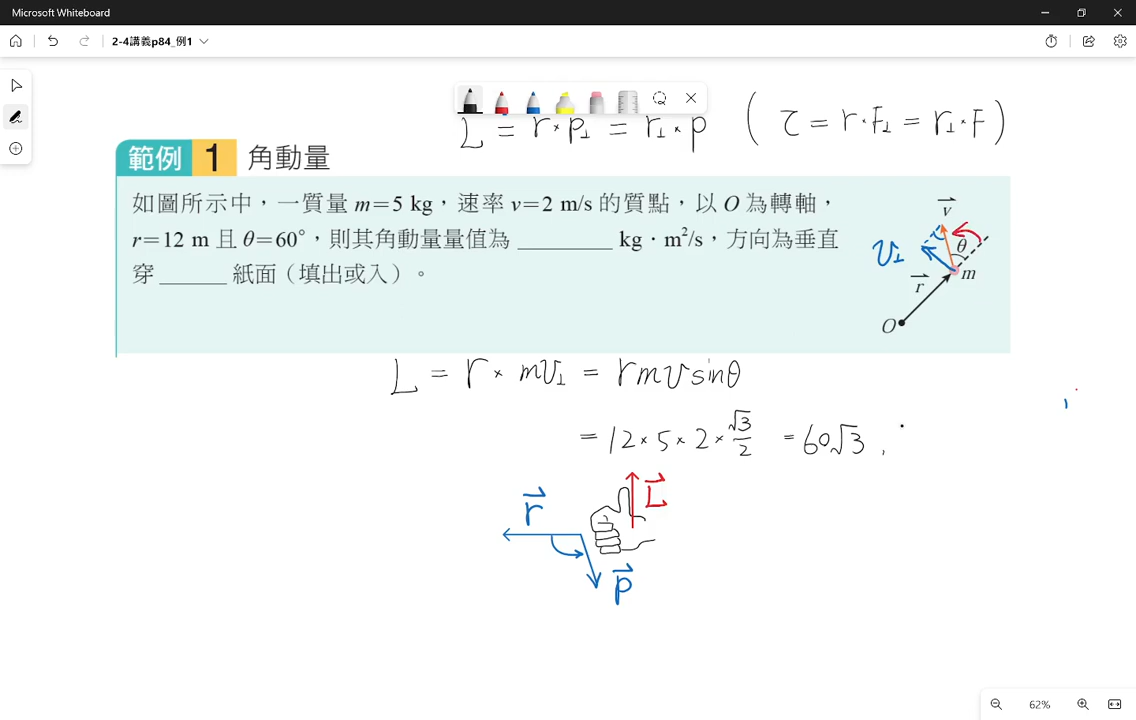 Microsoft Whiteboard
2-4講義p84_例1
L = r × p⊥ = r⊥ × p ( τ = r · F⊥ = r⊥ · F )
範例 1 角動量
如圖所示中，一質量 m＝5 kg，速率 v＝2 m/s 的質點，以 O 為轉軸，
r＝12 m 且 θ＝60°，則其角動量量值為 ________ kg · m²/s，方向為垂直
穿 ______ 紙面（填出或入）。
v
v⊥
θ
r
m
O
L = r × mv⊥ = rmvsinθ
= 12 × 5 × 2 × √3/2 = 60√3 ,
r
L
p
62%